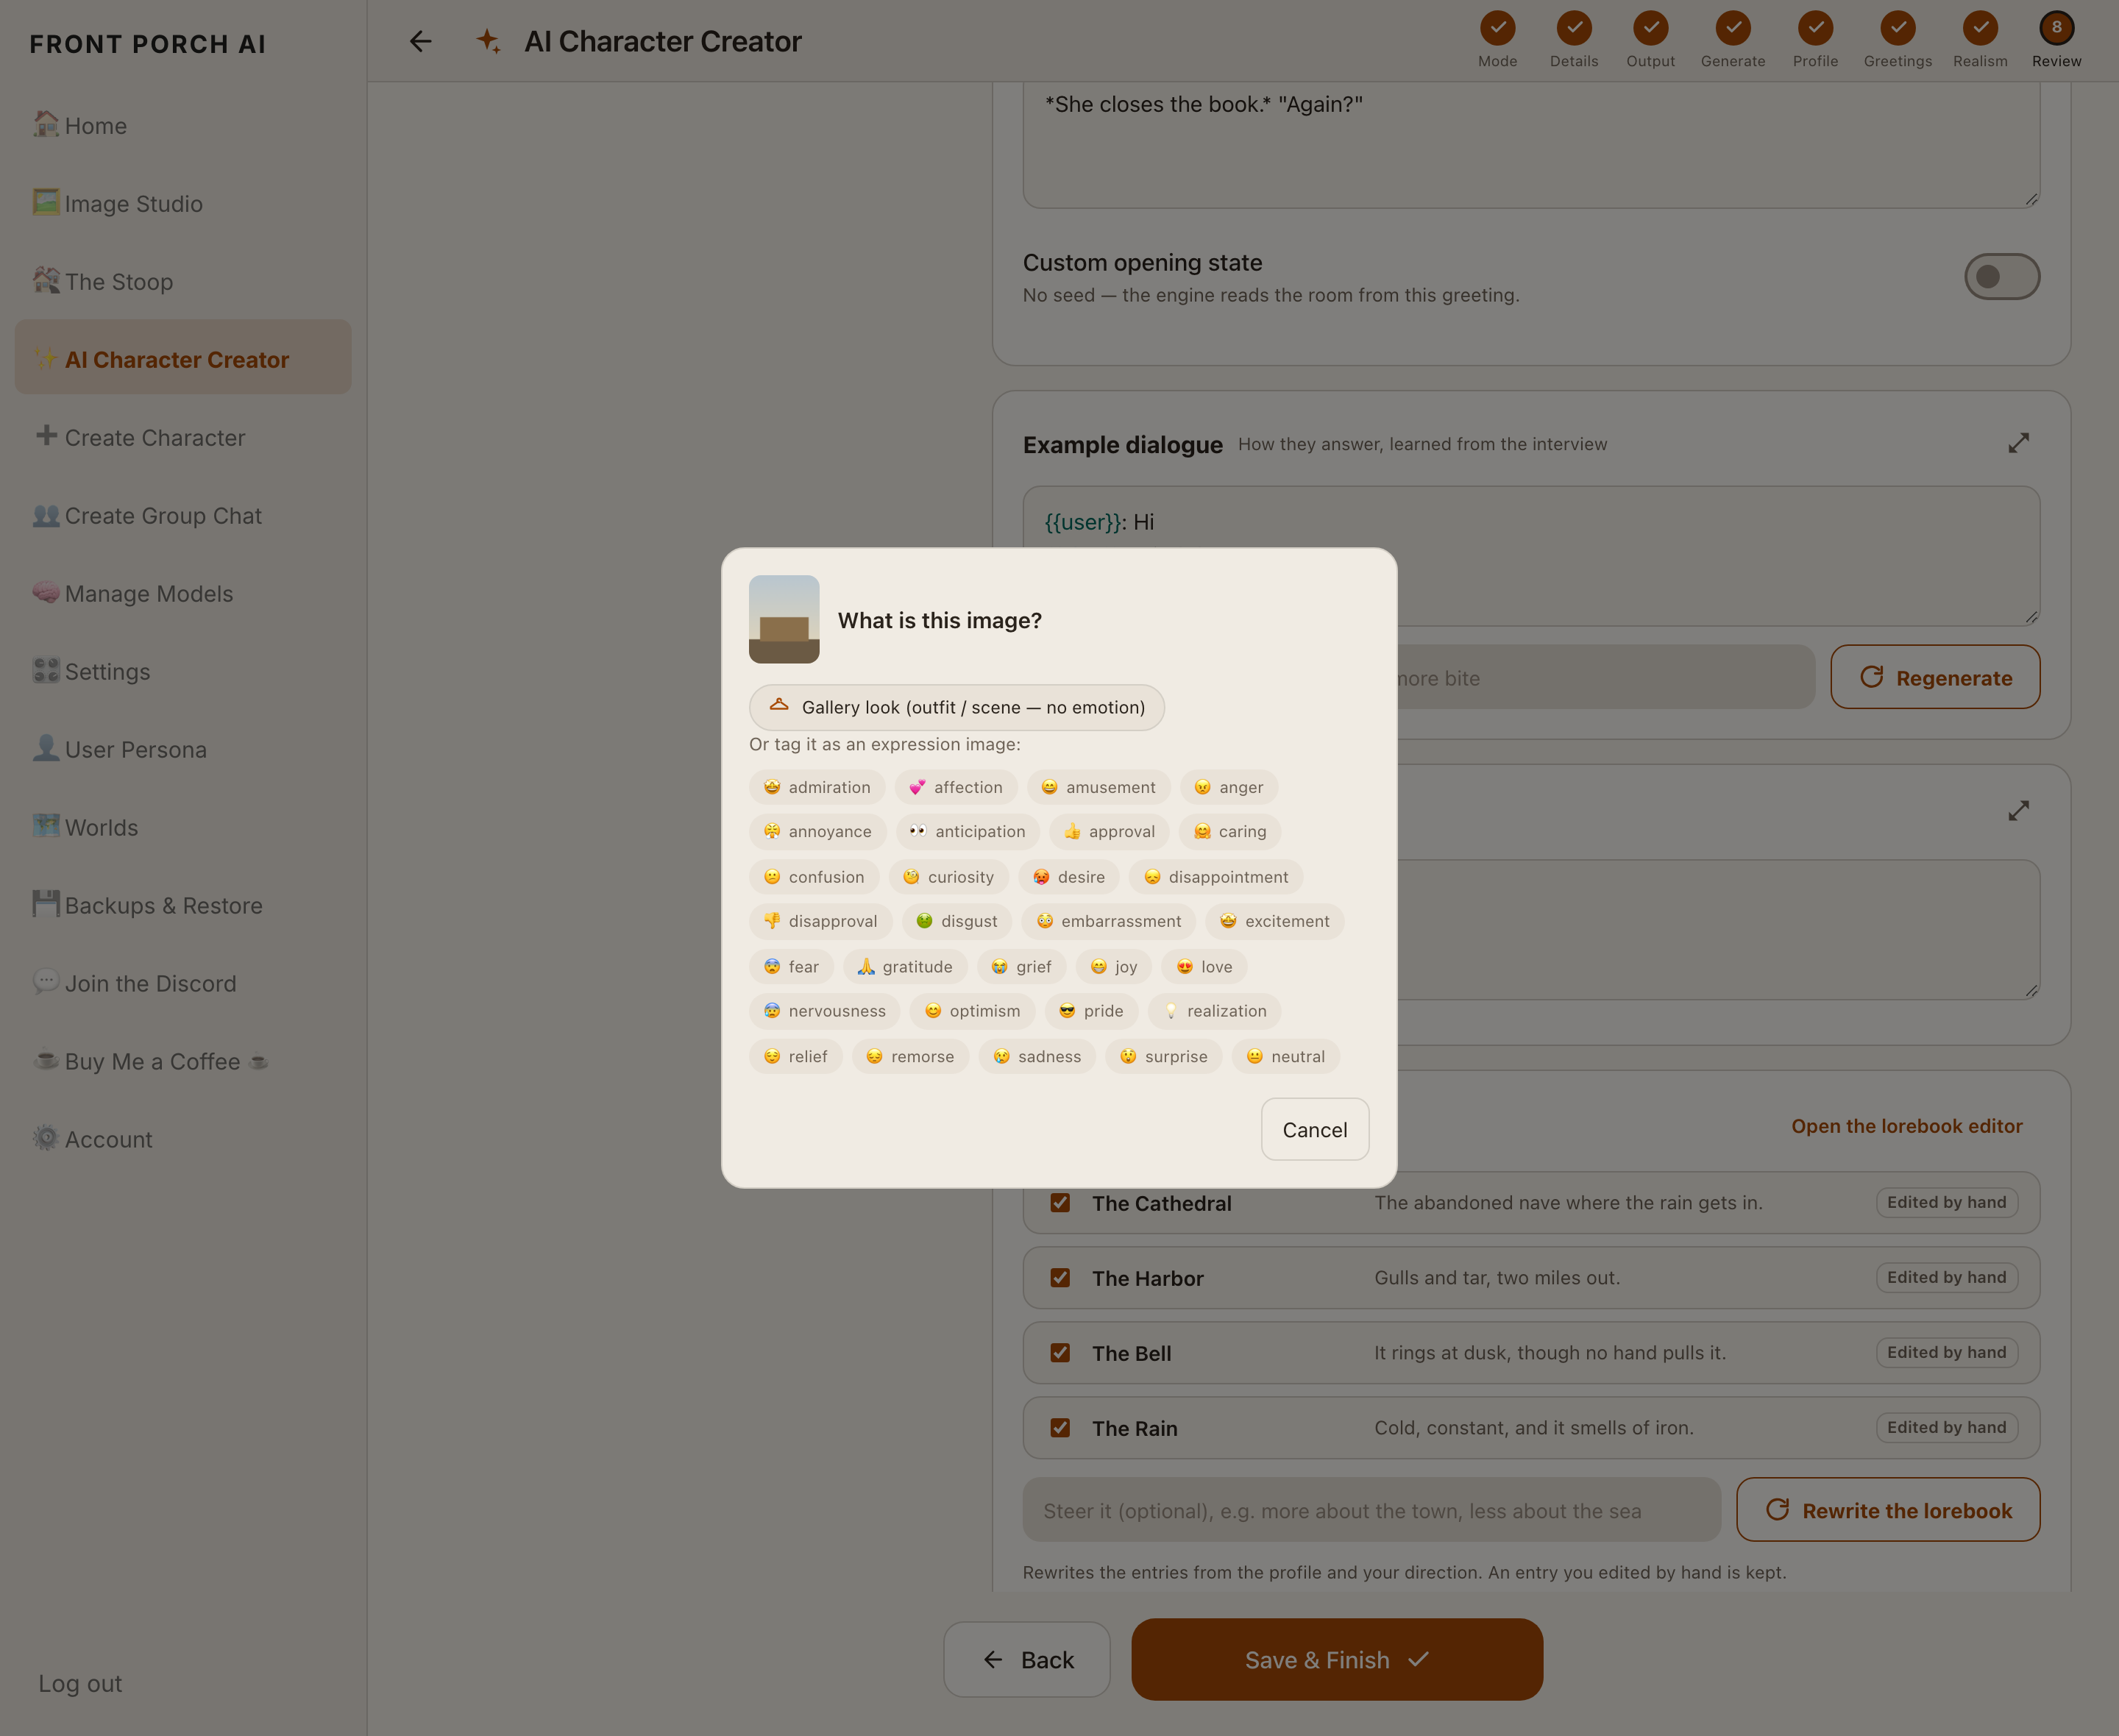 FRONT PORCH AI
Home
Image Studio
The Stoop
AI Character Creator
Create Character
Create Group Chat
Manage Models
Settings
User Persona
Worlds
Backups & Restore
Join the Discord
Buy Me a Coffee
Account
Log out
AI Character Creator
Mode
Details
Output
Generate
Profile
Greetings
Realism
8
Review
*She closes the book.* "Again?"
Custom opening state
No seed — the engine reads the room from this greeting.
Example dialogue How they answer, learned from the interview
{{user}}: Hi
more bite
Regenerate
What is this image?
Gallery look (outfit / scene — no emotion)
Or tag it as an expression image:
admiration affection amusement anger
annoyance anticipation approval caring
confusion curiosity desire disappointment
disapproval disgust embarrassment excitement
fear gratitude grief joy love
nervousness optimism pride realization
relief remorse sadness surprise neutral
Cancel
Open the lorebook editor
The Cathedral The abandoned nave where the rain gets in. Edited by hand
The Harbor Gulls and tar, two miles out. Edited by hand
The Bell It rings at dusk, though no hand pulls it. Edited by hand
The Rain Cold, constant, and it smells of iron. Edited by hand
Steer it (optional), e.g. more about the town, less about the sea
Rewrite the lorebook
Rewrites the entries from the profile and your direction. An entry you edited by hand is kept.
Back
Save & Finish